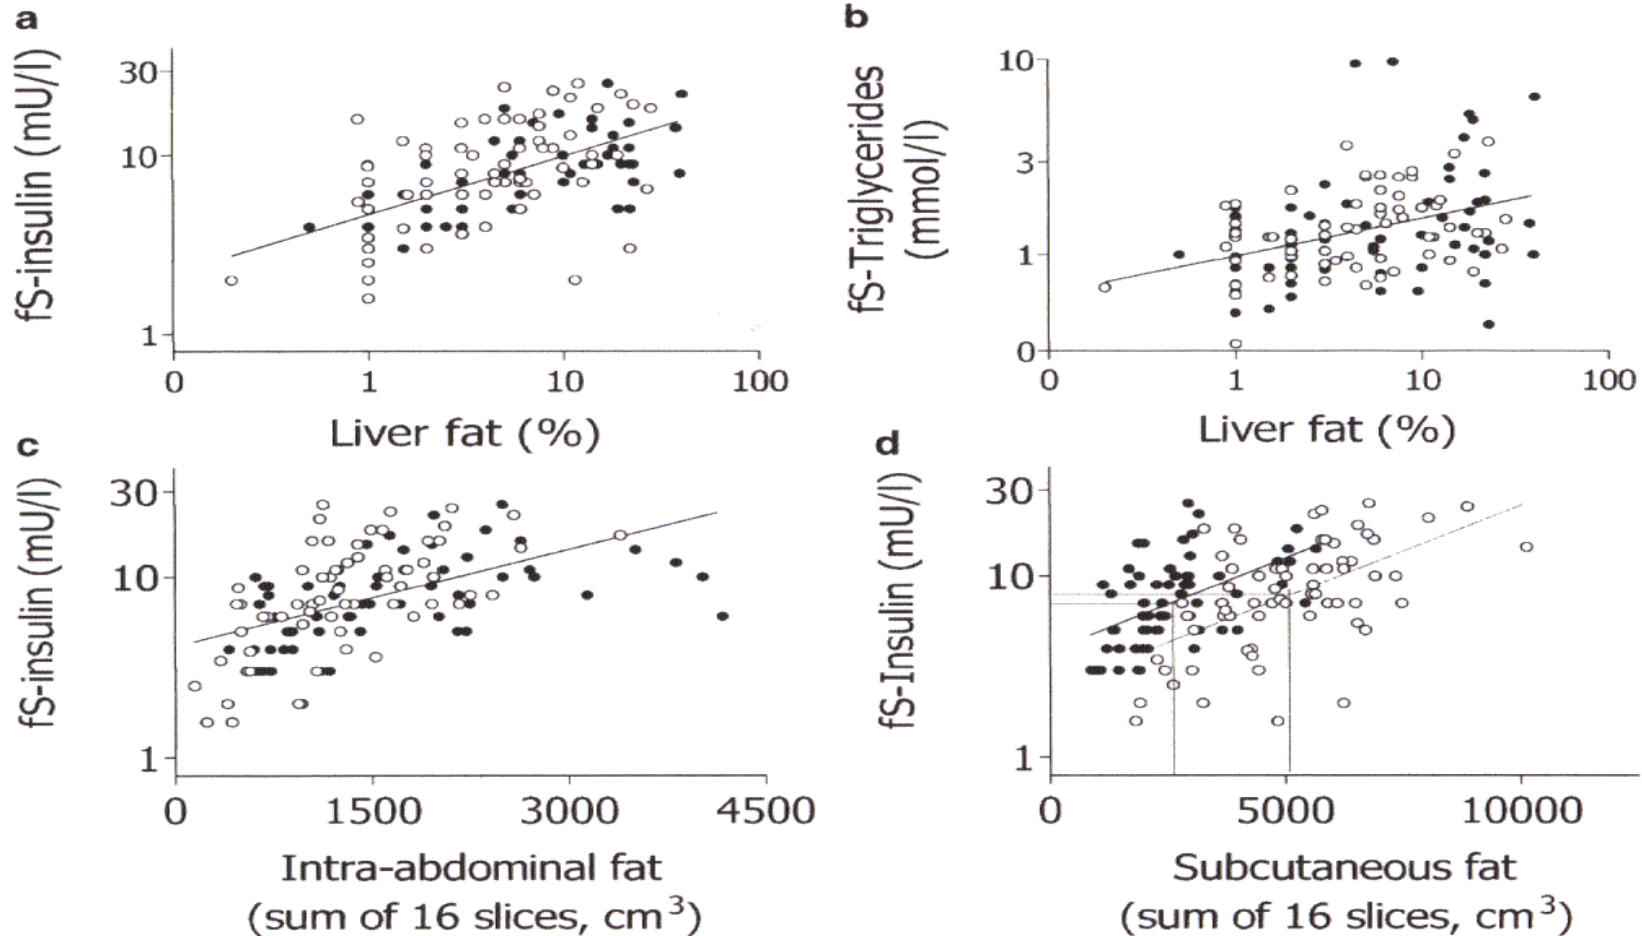 a
fS-insulin (mU/l)
30
10
1
0 1 10 100
Liver fat (%)
b
fS-Triglycerides
(mmol/l)
10
3
1
0
0 1 10 100
Liver fat (%)
c
fS-insulin (mU/l)
30
10
1
0 1500 3000 4500
Intra-abdominal fat
(sum of 16 slices, cm³)
d
fS-Insulin (mU/l)
30
10
1
0 5000 10000
Subcutaneous fat
(sum of 16 slices, cm³)